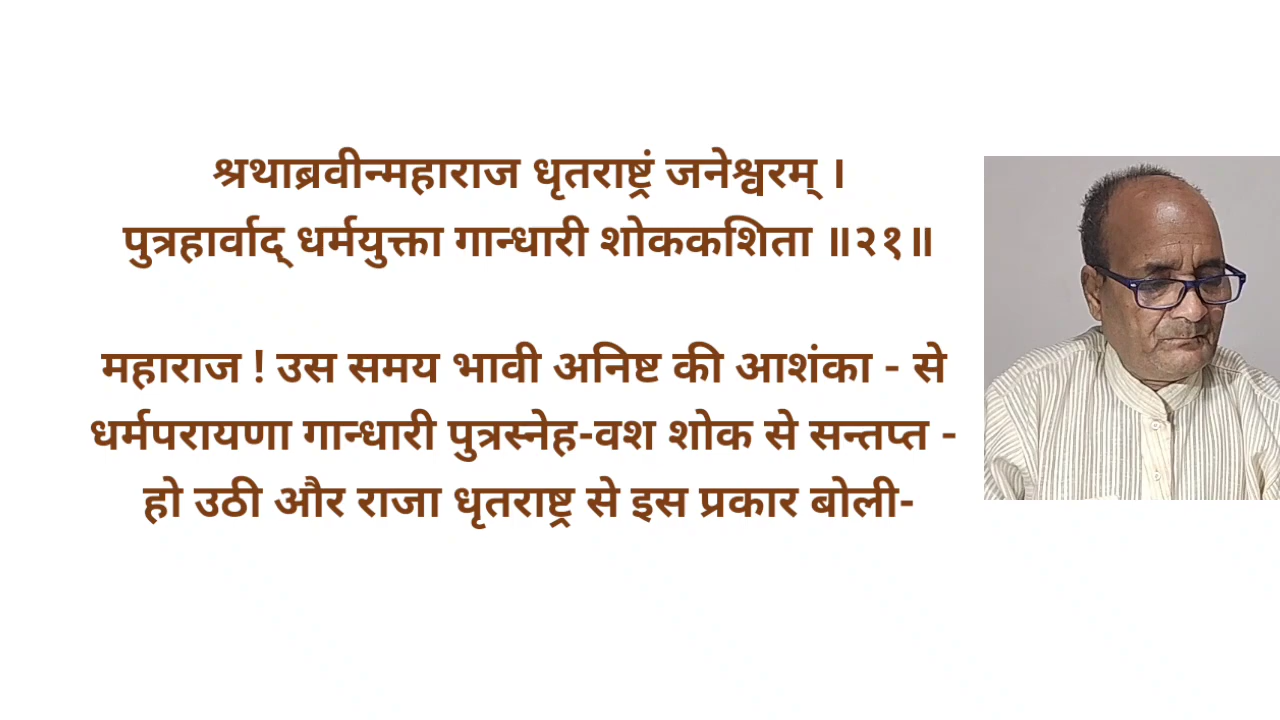 श्रथाब्रवीन्महाराज धृतराष्ट्रं जनेश्वरम् ।
पुत्रहार्वाद् धर्मयुक्ता गान्धारी शोककशिता ॥२१॥
महाराज ! उस समय भावी अनिष्ट की आशंका - से
धर्मपरायणा गान्धारी पुत्रस्नेह-वश शोक से सन्तप्त -
हो उठी और राजा धृतराष्ट्र से इस प्रकार बोली-